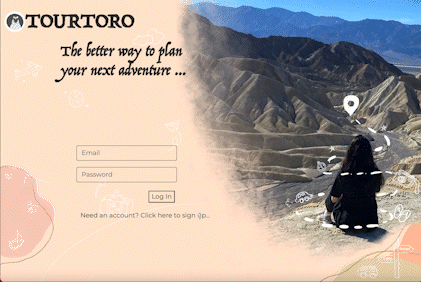 TOURTORO
The better way to plan
your next adventure ...
Email
Password
Log In
Need an account? Click here to sign up..